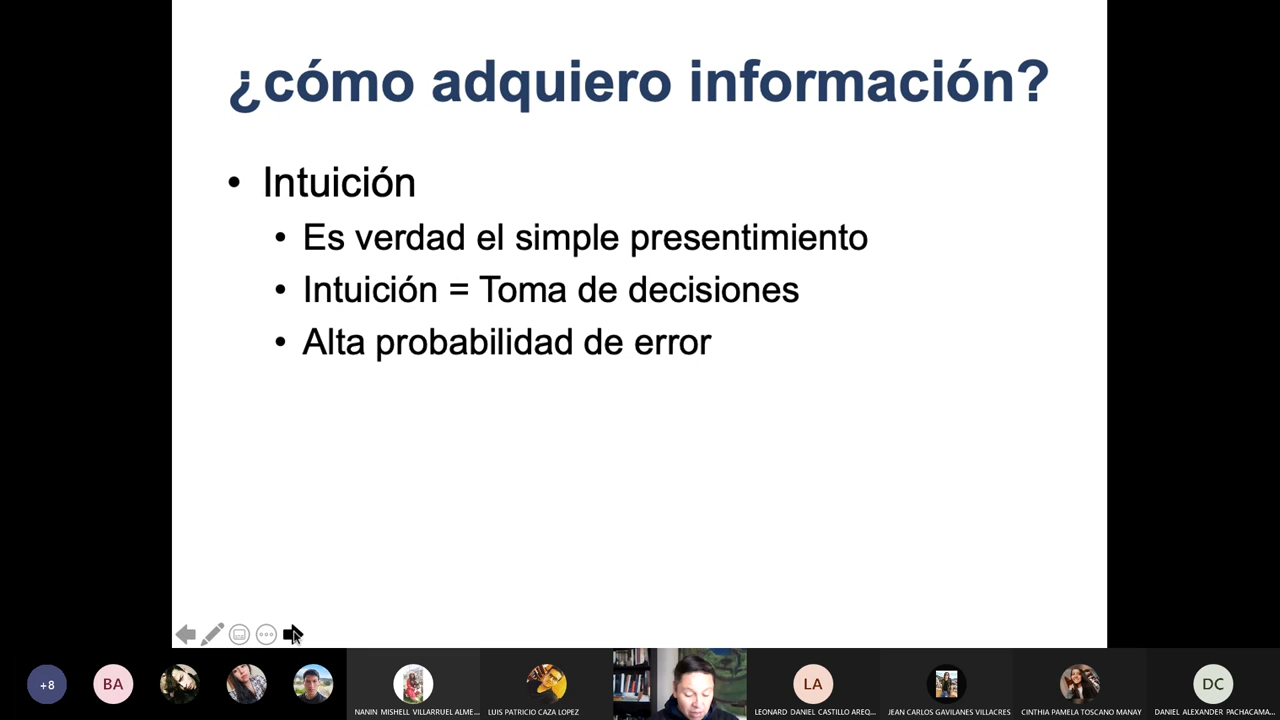 ¿cómo adquiero información?
• Intuición
• Es verdad el simple presentimiento
• Intuición = Toma de decisiones
• Alta probabilidad de error
+8
BA
LA
DC
NANIN MISHELL VILLARRUEL ALME...
LUIS PATRICIO CAZA LOPEZ
LEONARD DANIEL CASTILLO AREQ...
JEAN CARLOS GAVILANES VILLACRES
CINTHIA PAMELA TOSCANO MANAY
DANIEL ALEXANDER PACHACAMA...